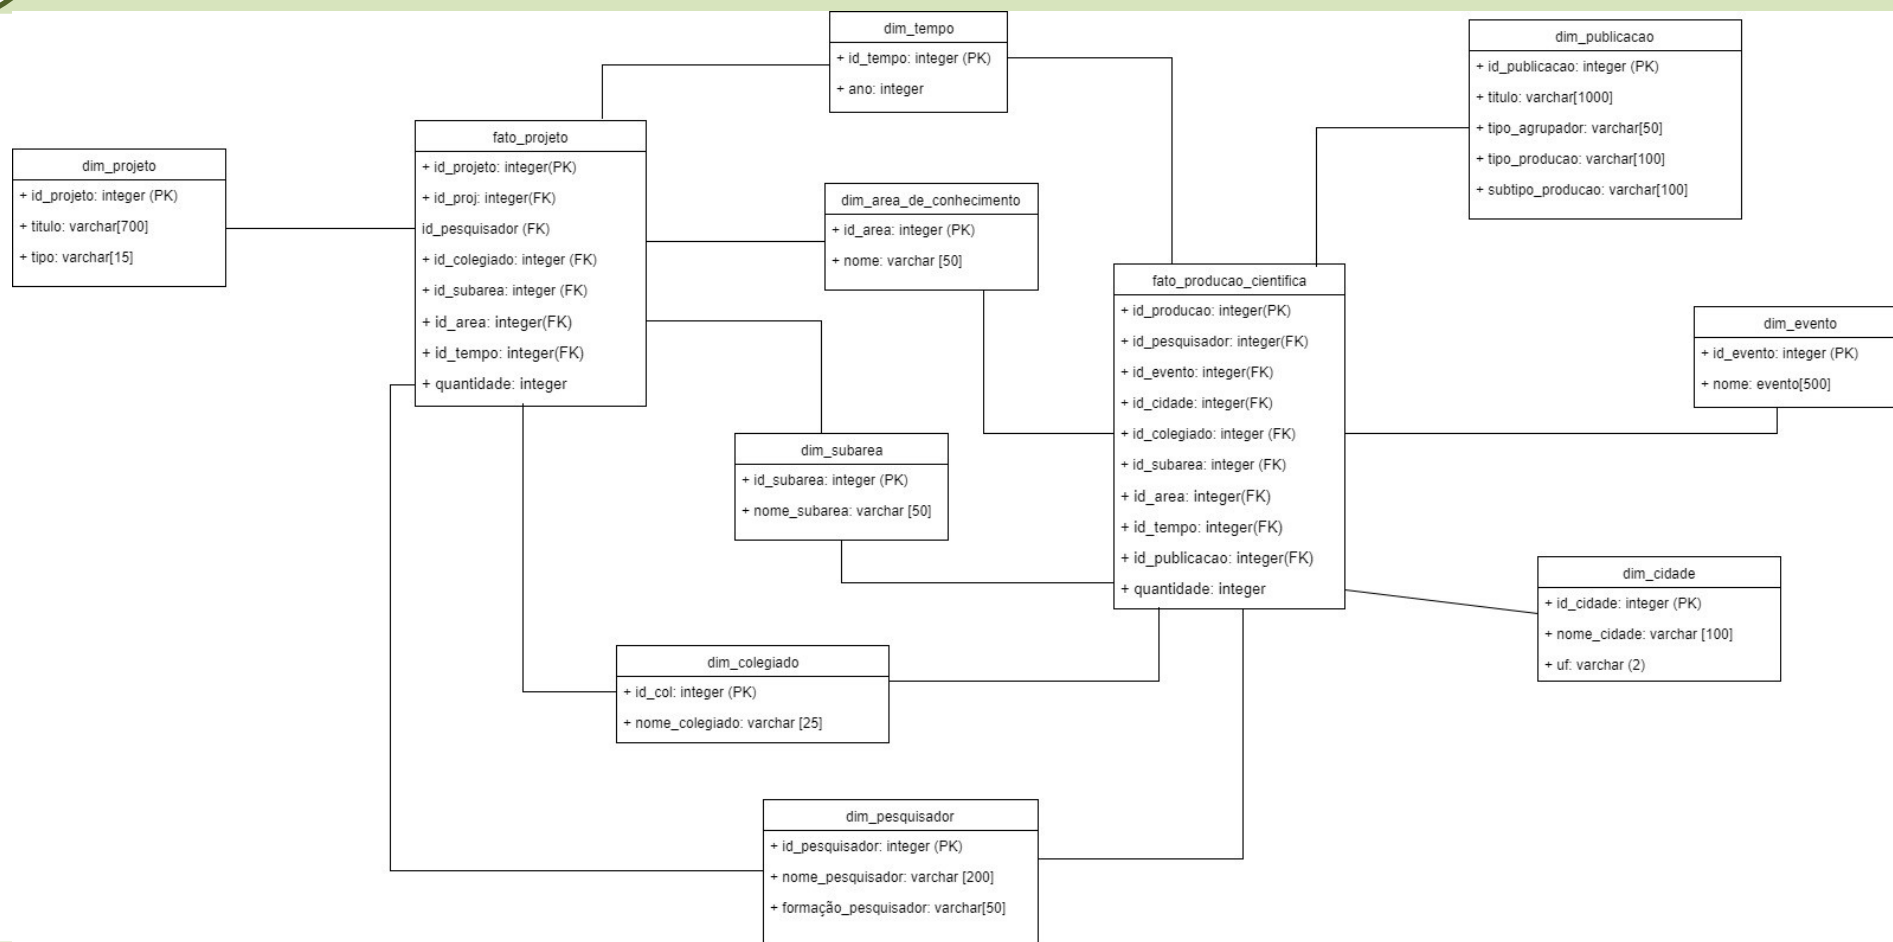 dim_tempo
+ id_tempo: integer (PK)
+ ano: integer
dim_publicacao
+ id_publicacao: integer (PK)
+ titulo: varchar[1000]
+ tipo_agrupador: varchar[50]
+ tipo_producao: varchar[100]
+ subtipo_producao: varchar[100]
dim_projeto
+ id_projeto: integer (PK)
+ titulo: varchar[700]
+ tipo: varchar[15]
fato_projeto
+ id_projeto: integer(PK)
+ id_proj: integer(FK)
id_pesquisador (FK)
+ id_colegiado: integer (FK)
+ id_subarea: integer (FK)
+ id_area: integer(FK)
+ id_tempo: integer(FK)
+ quantidade: integer
dim_area_de_conhecimento
+ id_area: integer (PK)
+ nome: varchar [50]
fato_producao_cientifica
+ id_producao: integer(PK)
+ id_pesquisador: integer(FK)
+ id_evento: integer(FK)
+ id_cidade: integer(FK)
+ id_colegiado: integer (FK)
+ id_subarea: integer (FK)
+ id_area: integer(FK)
+ id_tempo: integer(FK)
+ id_publicacao: integer(FK)
+ quantidade: integer
dim_evento
+ id_evento: integer (PK)
+ nome: evento[500]
dim_subarea
+ id_subarea: integer (PK)
+ nome_subarea: varchar [50]
dim_cidade
+ id_cidade: integer (PK)
+ nome_cidade: varchar [100]
+ uf: varchar (2)
dim_colegiado
+ id_col: integer (PK)
+ nome_colegiado: varchar [25]
dim_pesquisador
+ id_pesquisador: integer (PK)
+ nome_pesquisador: varchar [200]
+ formação_pesquisador: varchar[50]